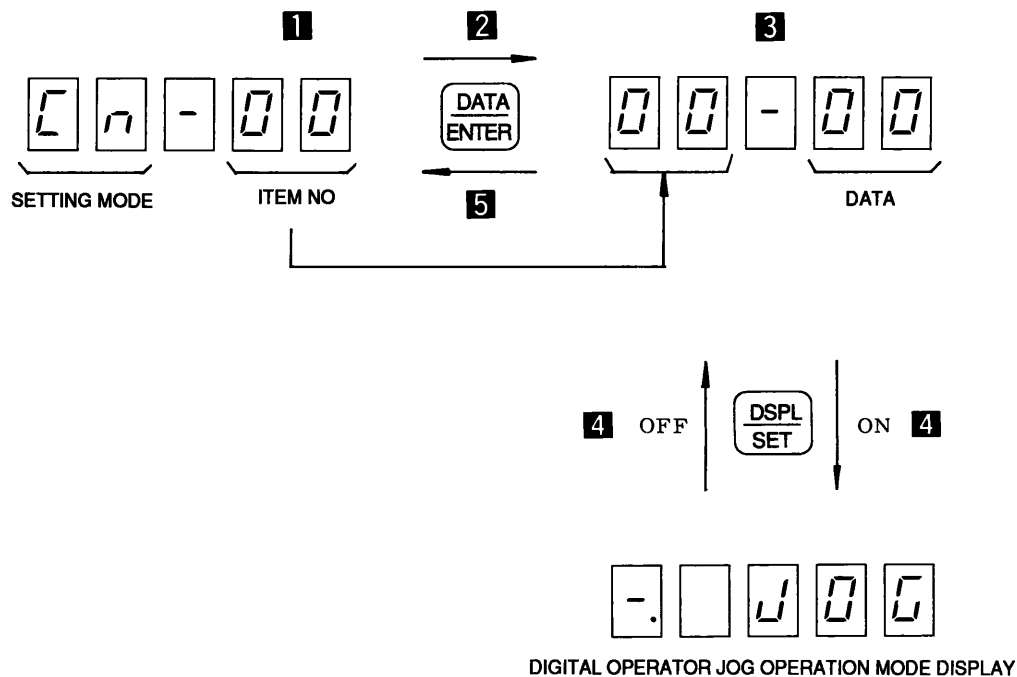 1 2 3
Cn-00 DATA 00-00
ENTER
SETTING MODE ITEM NO 5 DATA
4 OFF DSPL ON 4
SET
-. JOG
DIGITAL OPERATOR JOG OPERATION MODE DISPLAY